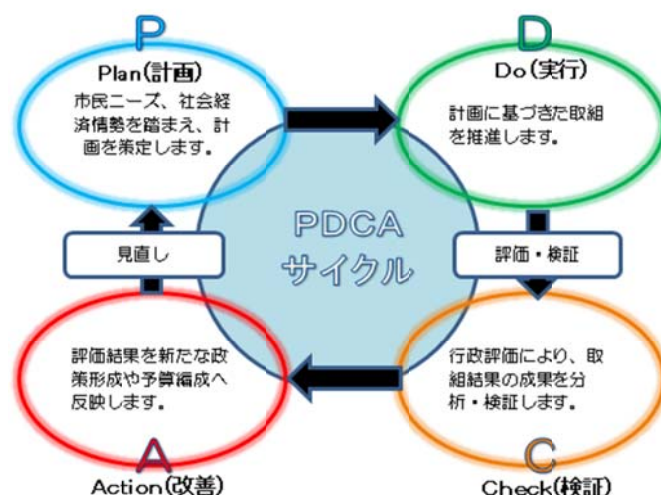 P
Plan(計画)
市民ニーズ、社会経
済情勢を踏まえ、計
画を策定します。
D
Do(実行)
計画に基づきた取組
を推進します。
PDCA
サイクル
見直し
評価・検証
評価結果を新たな政
策形成や予算編成へ
反映します。
A
Action(改善)
行政評価により、取
組結果の成果を分
析・検証します。
C
Check(検証)